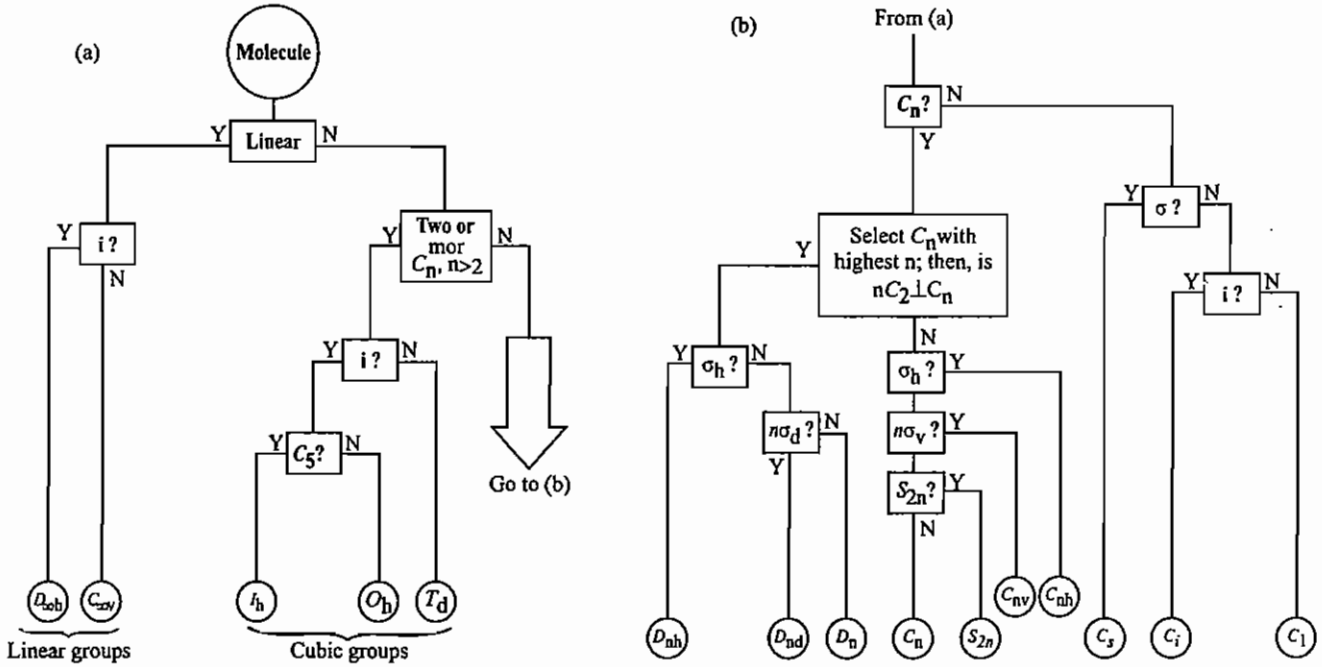 (a)
Molecule
Y
Linear
N
Y
i ?
N
Y
Two or
mor
Cn, n>2
N
Y
i ?
N
Y
C5?
N
Go to (b)
D∞h
C∞v
Ih
Oh
Td
Linear groups
Cubic groups
(b)
From (a)
Cn?
N
Y
Y
Select Cn with
highest n; then, is
nC2⊥Cn
N
Y
σ ?
N
Y
i ?
N
Y
σh ?
N
σh ?
Y
nσd ?
N
Y
nσv ?
Y
S2n?
Y
N
Dnh
Dnd
Dn
Cn
S2n
Cnv
Cnh
Cs
Ci
C1